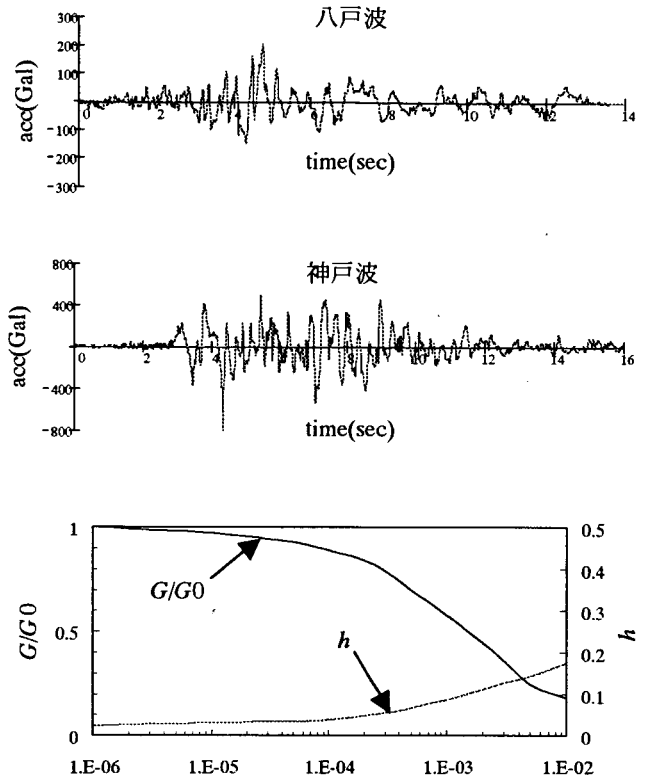 八戸波
300
200
100
acc(Gal)
0 2 4 6 8 10 12 14
-100
-200
-300
time(sec)
神戸波
800
400
acc(Gal)
0 2 4 6 8 10 12 14 16
-400
-800
time(sec)
1 0.5
0.4
G/G0
0.3
G/G0 0.5 h
h
0.2
0.1
0 0
1.E-06 1.E-05 1.E-04 1.E-03 1.E-02